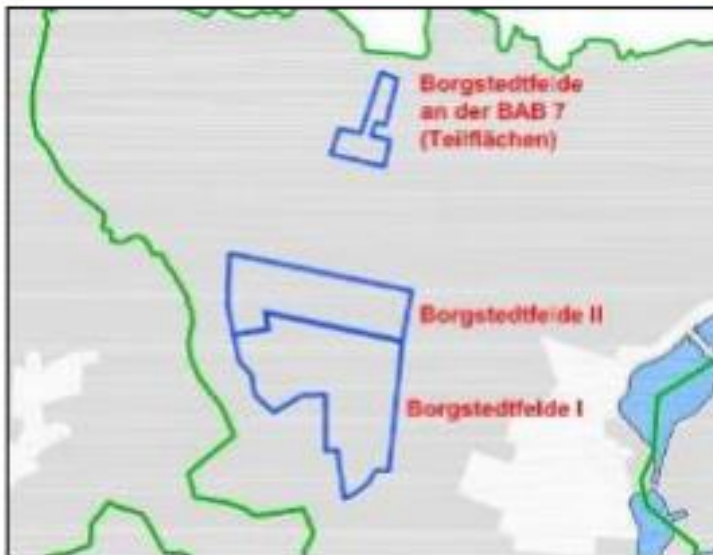 Borgstedtfelde
an der BAB 7
(Teilflächen)
Borgstedtfelde II
Borgstedtfelde I